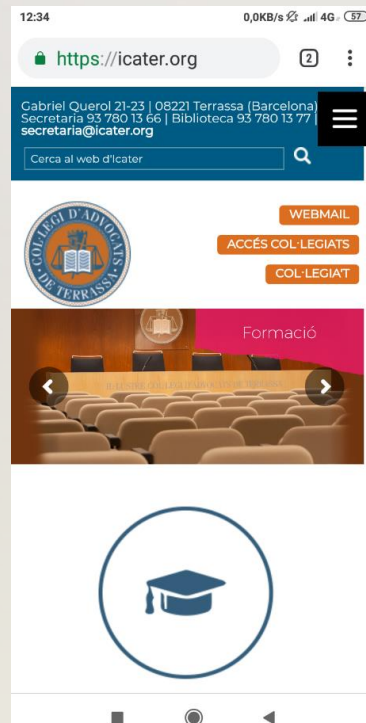 12:34
0,0KB/s 4G 57
https://icater.org
2
Gabriel Querol 21-23 | 08221 Terrassa (Barcelona)
Secretaria 93 780 13 66 | Biblioteca 93 780 13 77 |
secretaria@icater.org
Cerca al web d'Icater
COL·LEGI D'ADVOCATS
· DE TERRASSA ·
WEBMAIL
ACCÉS COL·LEGIATS
COL·LEGIA'T
Formació